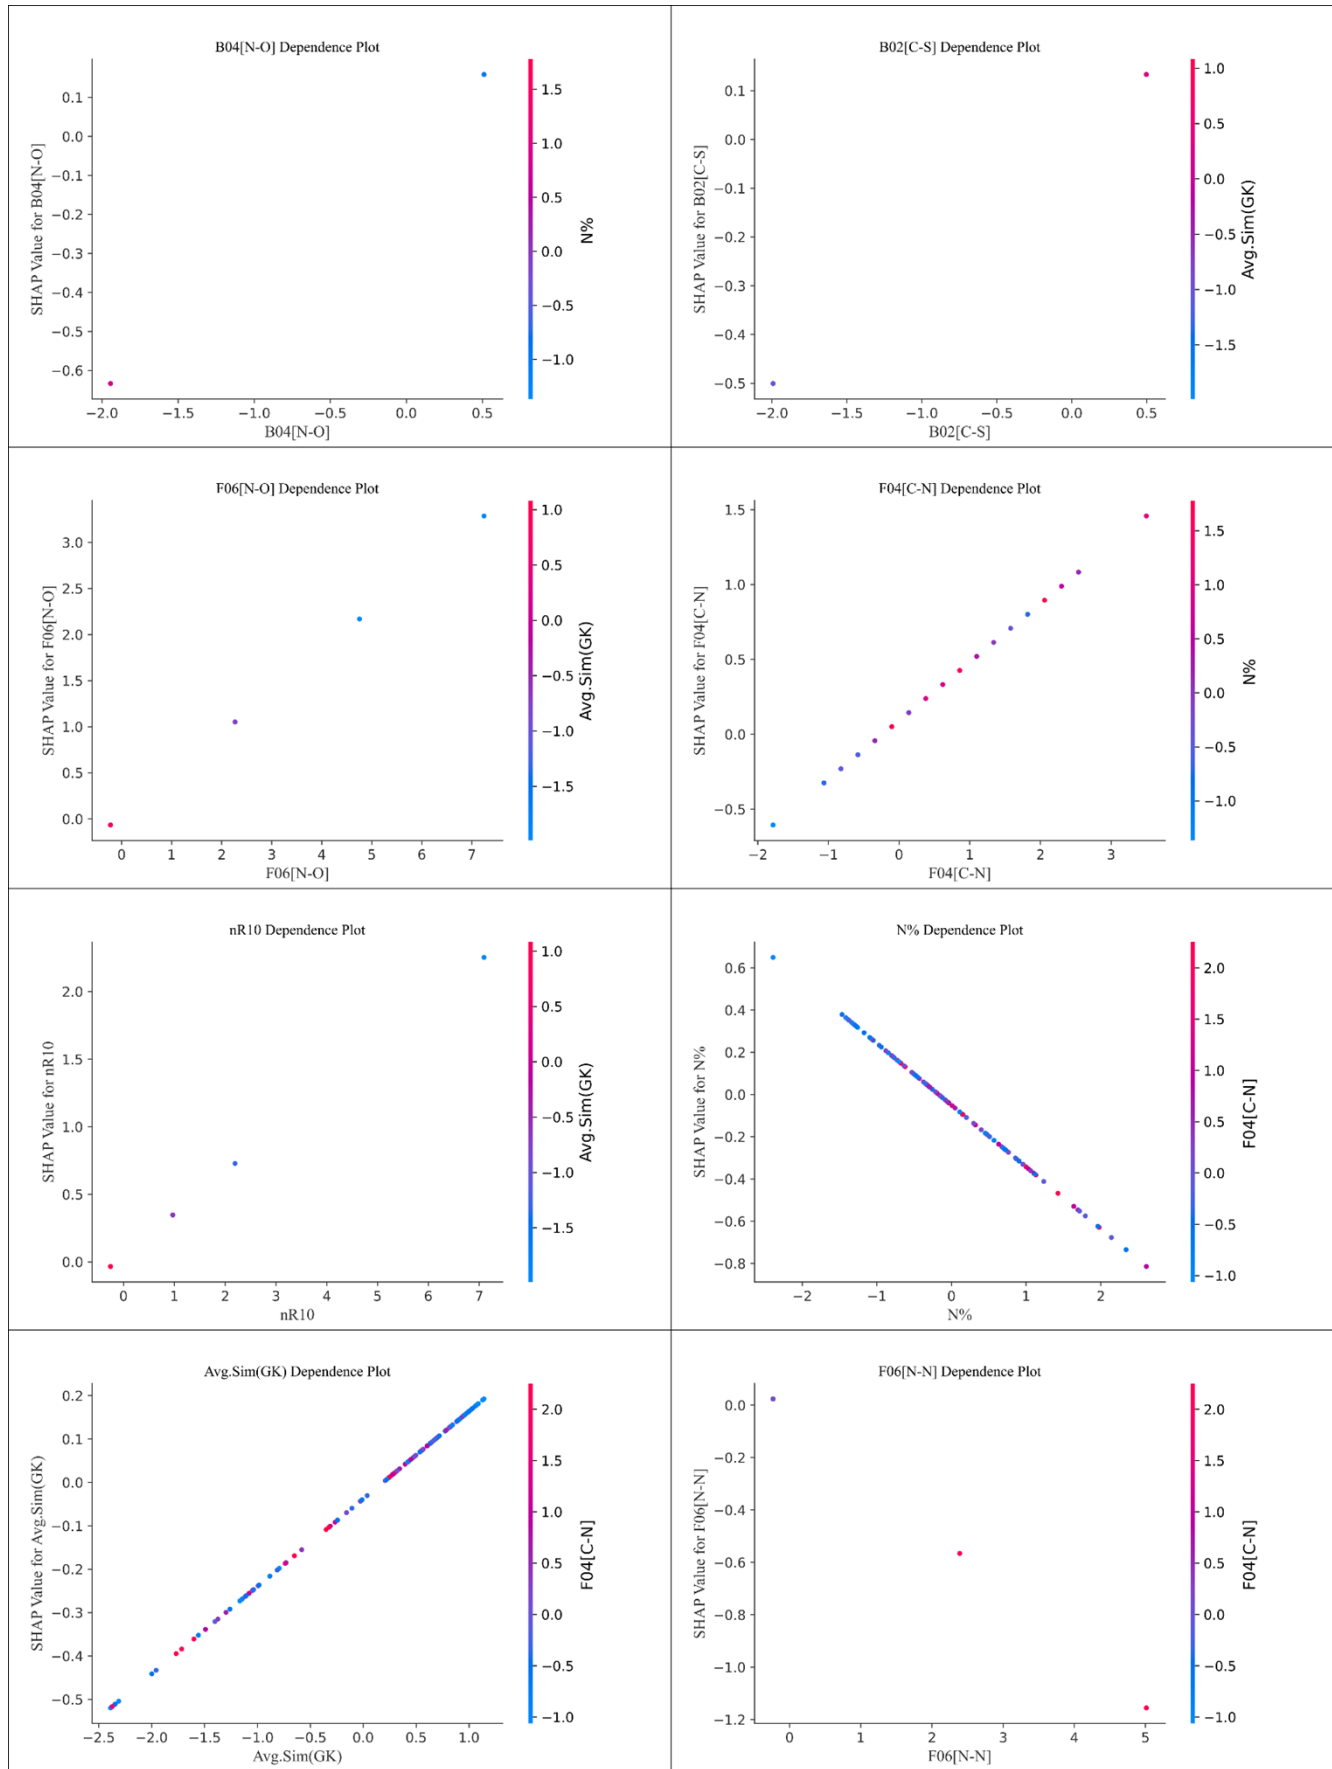 B04[N-O] Dependence Plot
SHAP Value for B04[N-O]
0.1
0.0
−0.1
−0.2
−0.3
−0.4
−0.5
−0.6
−2.0 −1.5 −1.0 −0.5 0.0 0.5
B04[N-O]
1.5
1.0
0.5
0.0
−0.5
−1.0
N%
B02[C-S] Dependence Plot
SHAP Value for B02[C-S]
0.1
0.0
−0.1
−0.2
−0.3
−0.4
−0.5
−2.0 −1.5 −1.0 −0.5 0.0 0.5
B02[C-S]
1.0
0.5
0.0
−0.5
−1.0
−1.5
Avg.Sim(GK)
F06[N-O] Dependence Plot
SHAP Value for F06[N-O]
3.0
2.5
2.0
1.5
1.0
0.5
0.0
0 1 2 3 4 5 6 7
F06[N-O]
1.0
0.5
0.0
−0.5
−1.0
−1.5
Avg.Sim(GK)
F04[C-N] Dependence Plot
SHAP Value for F04[C-N]
1.5
1.0
0.5
0.0
−0.5
−2 −1 0 1 2 3
F04[C-N]
1.5
1.0
0.5
0.0
−0.5
−1.0
N%
nR10 Dependence Plot
SHAP Value for nR10
2.0
1.5
1.0
0.5
0.0
0 1 2 3 4 5 6 7
nR10
1.0
0.5
0.0
−0.5
−1.0
−1.5
Avg.Sim(GK)
N% Dependence Plot
SHAP Value for N%
0.6
0.4
0.2
0.0
−0.2
−0.4
−0.6
−0.8
−2 −1 0 1 2
N%
2.0
1.5
1.0
0.5
0.0
−0.5
−1.0
F04[C-N]
Avg.Sim(GK) Dependence Plot
SHAP Value for Avg.Sim(GK)
0.2
0.1
0.0
−0.1
−0.2
−0.3
−0.4
−0.5
−2.5 −2.0 −1.5 −1.0 −0.5 0.0 0.5 1.0
Avg.Sim(GK)
2.0
1.5
1.0
0.5
0.0
−0.5
−1.0
F04[C-N]
F06[N-N] Dependence Plot
SHAP Value for F06[N-N]
0.0
−0.2
−0.4
−0.6
−0.8
−1.0
−1.2
0 1 2 3 4 5
F06[N-N]
2.0
1.5
1.0
0.5
0.0
−0.5
−1.0
F04[C-N]